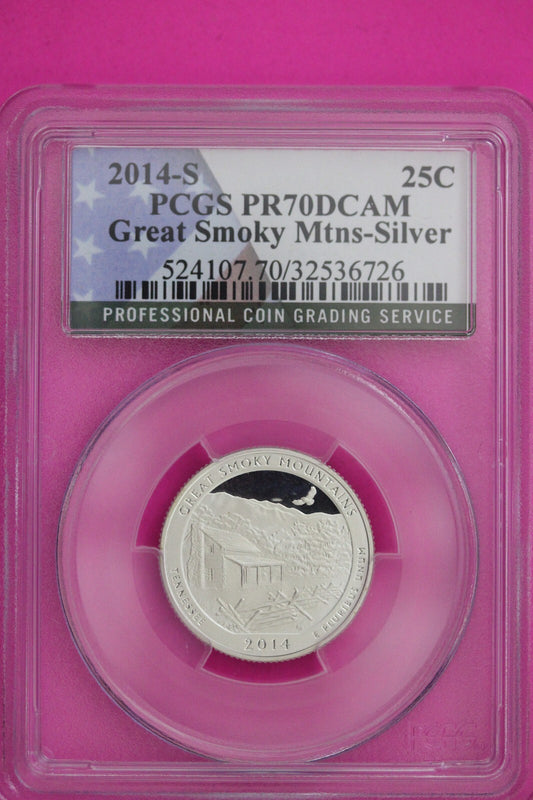 2014-S 25C
PCGS PR70DCAM
Great Smoky Mtns-Silver
524107.70/32536726
PROFESSIONAL COIN GRADING SERVICE
GREAT SMOKY MOUNTAINS
TENNESSEE
2014
E PLURIBUS UNUM
PCGS